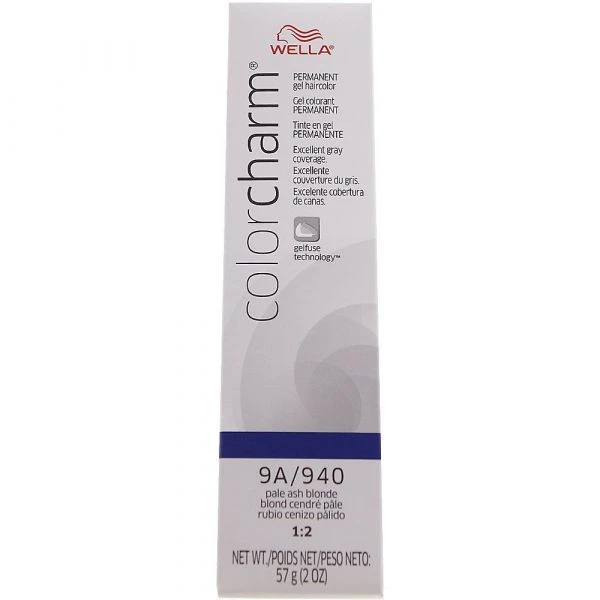 WELLA®
colorcharm®
PERMANENT
gel haircolor
Gel colorant
PERMANENT
Tinte en gel
PERMANENTE
Excellent gray
coverage.
Excellente
couverture du gris.
Excelente cobertura
de canas.
gelfuse
technology™
9A/940
pale ash blonde
blond cendré pâle
rubio cenizo pálido
1:2
NET WT./POIDS NET/PESO NETO:
57 g (2 OZ)